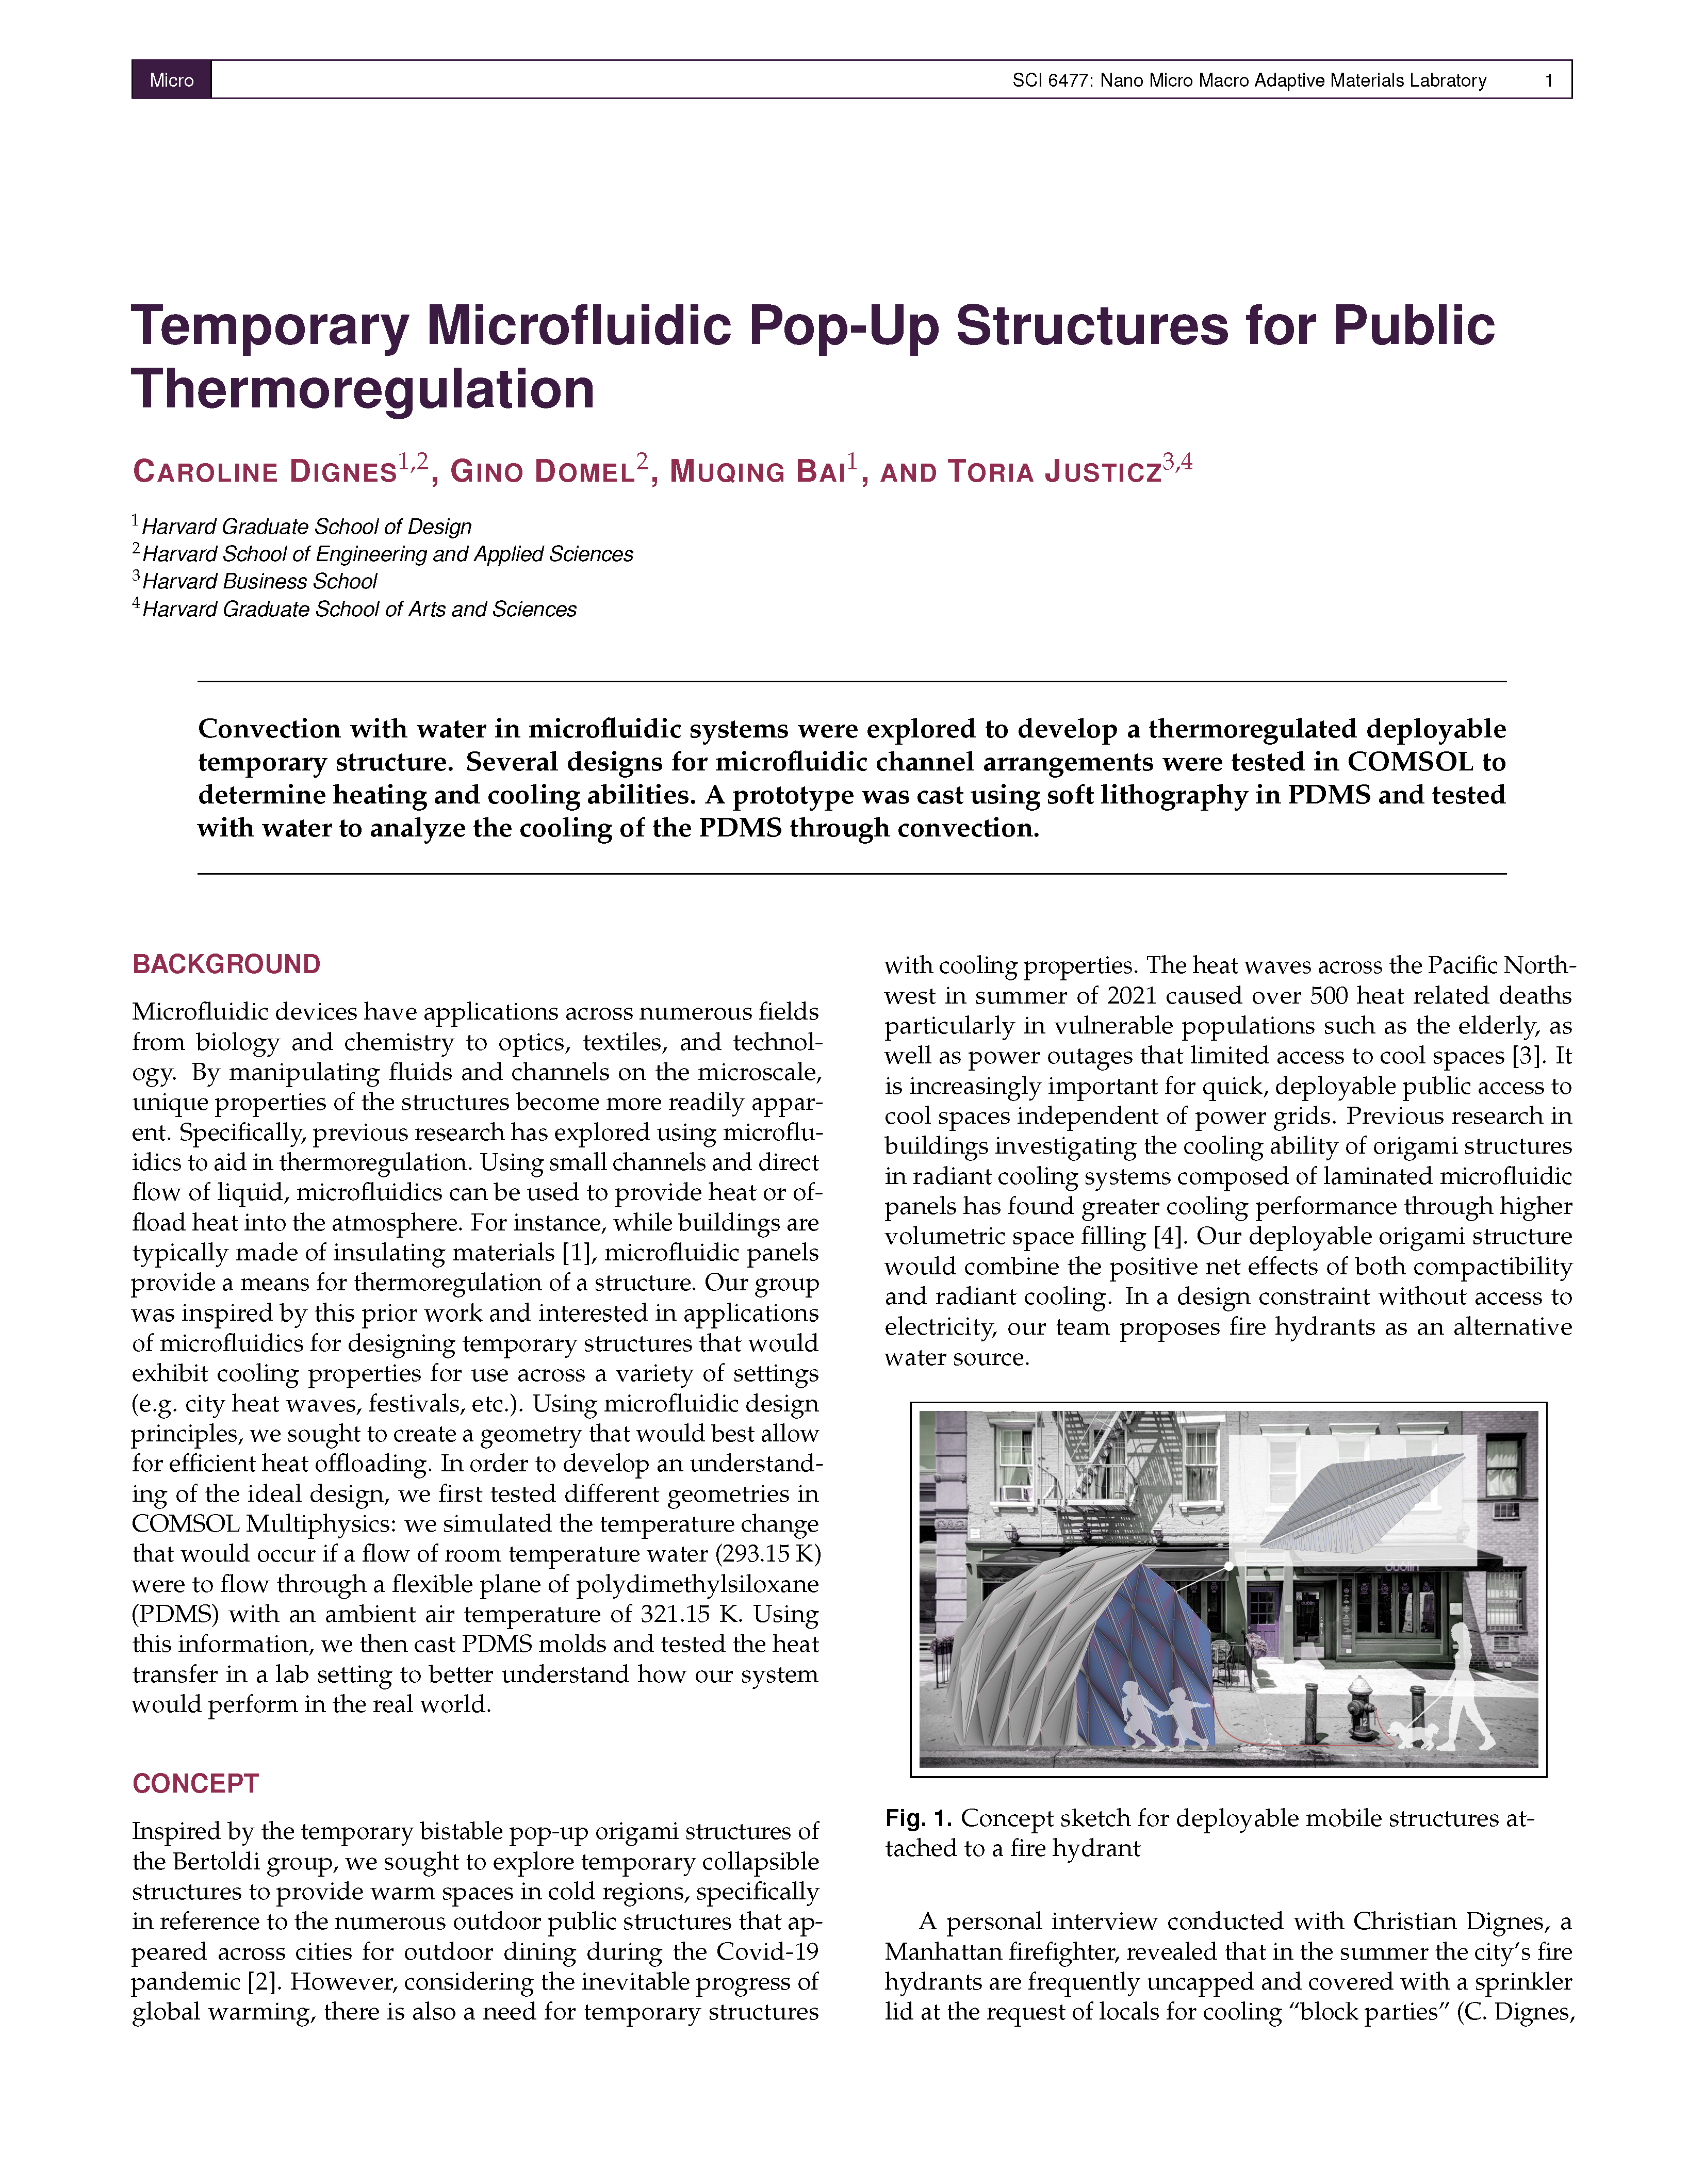 Micro
SCI 6477: Nano Micro Macro Adaptive Materials Labratory 1
Temporary Microfluidic Pop-Up Structures for Public
Thermoregulation
CAROLINE DIGNES1,2, GINO DOMEL2, MUQING BAI1, AND TORIA JUSTICZ3,4
1 Harvard Graduate School of Design
2 Harvard School of Engineering and Applied Sciences
3 Harvard Business School
4 Harvard Graduate School of Arts and Sciences
Convection with water in microfluidic systems were explored to develop a thermoregulated deployable
temporary structure. Several designs for microfluidic channel arrangements were tested in COMSOL to
determine heating and cooling abilities. A prototype was cast using soft lithography in PDMS and tested
with water to analyze the cooling of the PDMS through convection.
BACKGROUND
Microfluidic devices have applications across numerous fields
from biology and chemistry to optics, textiles, and technol-
ogy. By manipulating fluids and channels on the microscale,
unique properties of the structures become more readily appar-
ent. Specifically, previous research has explored using microflu-
idics to aid in thermoregulation. Using small channels and direct
flow of liquid, microfluidics can be used to provide heat or of-
fload heat into the atmosphere. For instance, while buildings are
typically made of insulating materials [1], microfluidic panels
provide a means for thermoregulation of a structure. Our group
was inspired by this prior work and interested in applications
of microfluidics for designing temporary structures that would
exhibit cooling properties for use across a variety of settings
(e.g. city heat waves, festivals, etc.). Using microfluidic design
principles, we sought to create a geometry that would best allow
for efficient heat offloading. In order to develop an understand-
ing of the ideal design, we first tested different geometries in
COMSOL Multiphysics: we simulated the temperature change
that would occur if a flow of room temperature water (293.15 K)
were to flow through a flexible plane of polydimethylsiloxane
(PDMS) with an ambient air temperature of 321.15 K. Using
this information, we then cast PDMS molds and tested the heat
transfer in a lab setting to better understand how our system
would perform in the real world.
CONCEPT
Inspired by the temporary bistable pop-up origami structures of
the Bertoldi group, we sought to explore temporary collapsible
structures to provide warm spaces in cold regions, specifically
in reference to the numerous outdoor public structures that ap-
peared across cities for outdoor dining during the Covid-19
pandemic [2]. However, considering the inevitable progress of
global warming, there is also a need for temporary structures
with cooling properties. The heat waves across the Pacific North-
west in summer of 2021 caused over 500 heat related deaths
particularly in vulnerable populations such as the elderly, as
well as power outages that limited access to cool spaces [3]. It
is increasingly important for quick, deployable public access to
cool spaces independent of power grids. Previous research in
buildings investigating the cooling ability of origami structures
in radiant cooling systems composed of laminated microfluidic
panels has found greater cooling performance through higher
volumetric space filling [4]. Our deployable origami structure
would combine the positive net effects of both compactibility
and radiant cooling. In a design constraint without access to
electricity, our team proposes fire hydrants as an alternative
water source.
dublin
12
Fig. 1. Concept sketch for deployable mobile structures at-
tached to a fire hydrant
A personal interview conducted with Christian Dignes, a
Manhattan firefighter, revealed that in the summer the city's fire
hydrants are frequently uncapped and covered with a sprinkler
lid at the request of locals for cooling “block parties” (C. Dignes,